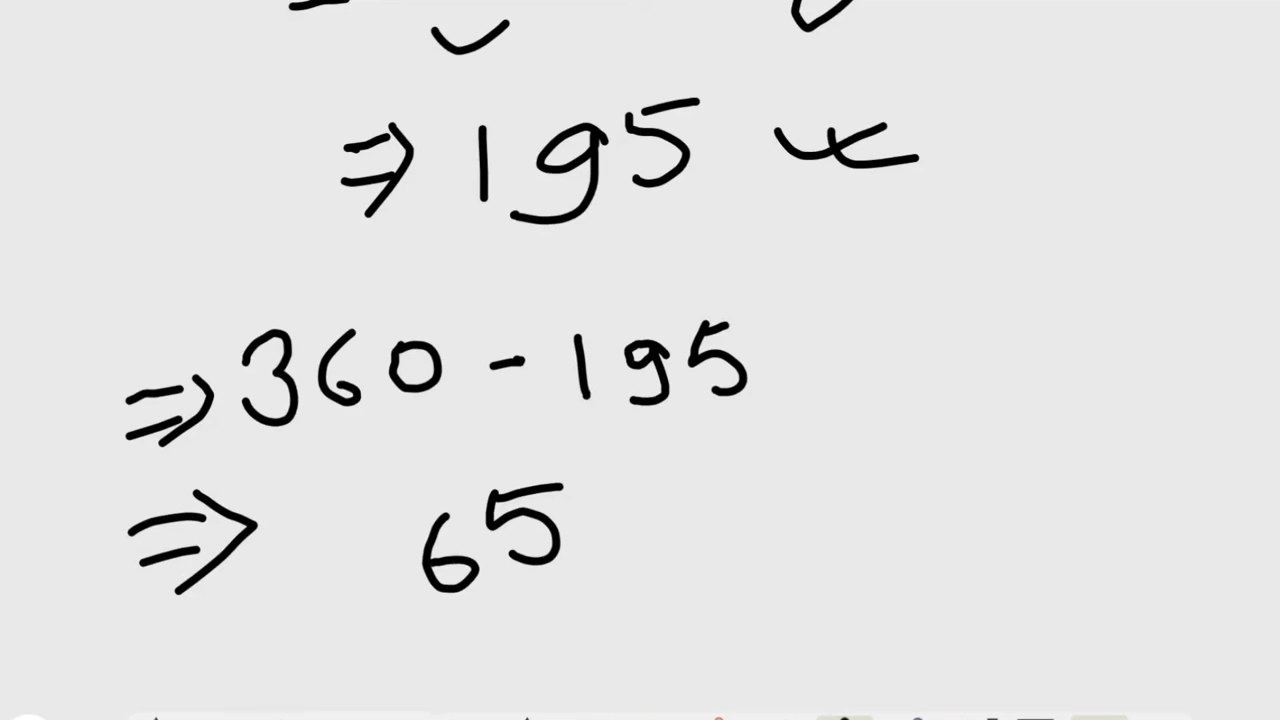 ⇒ 195
⇒ 360 - 195
⇒ 65